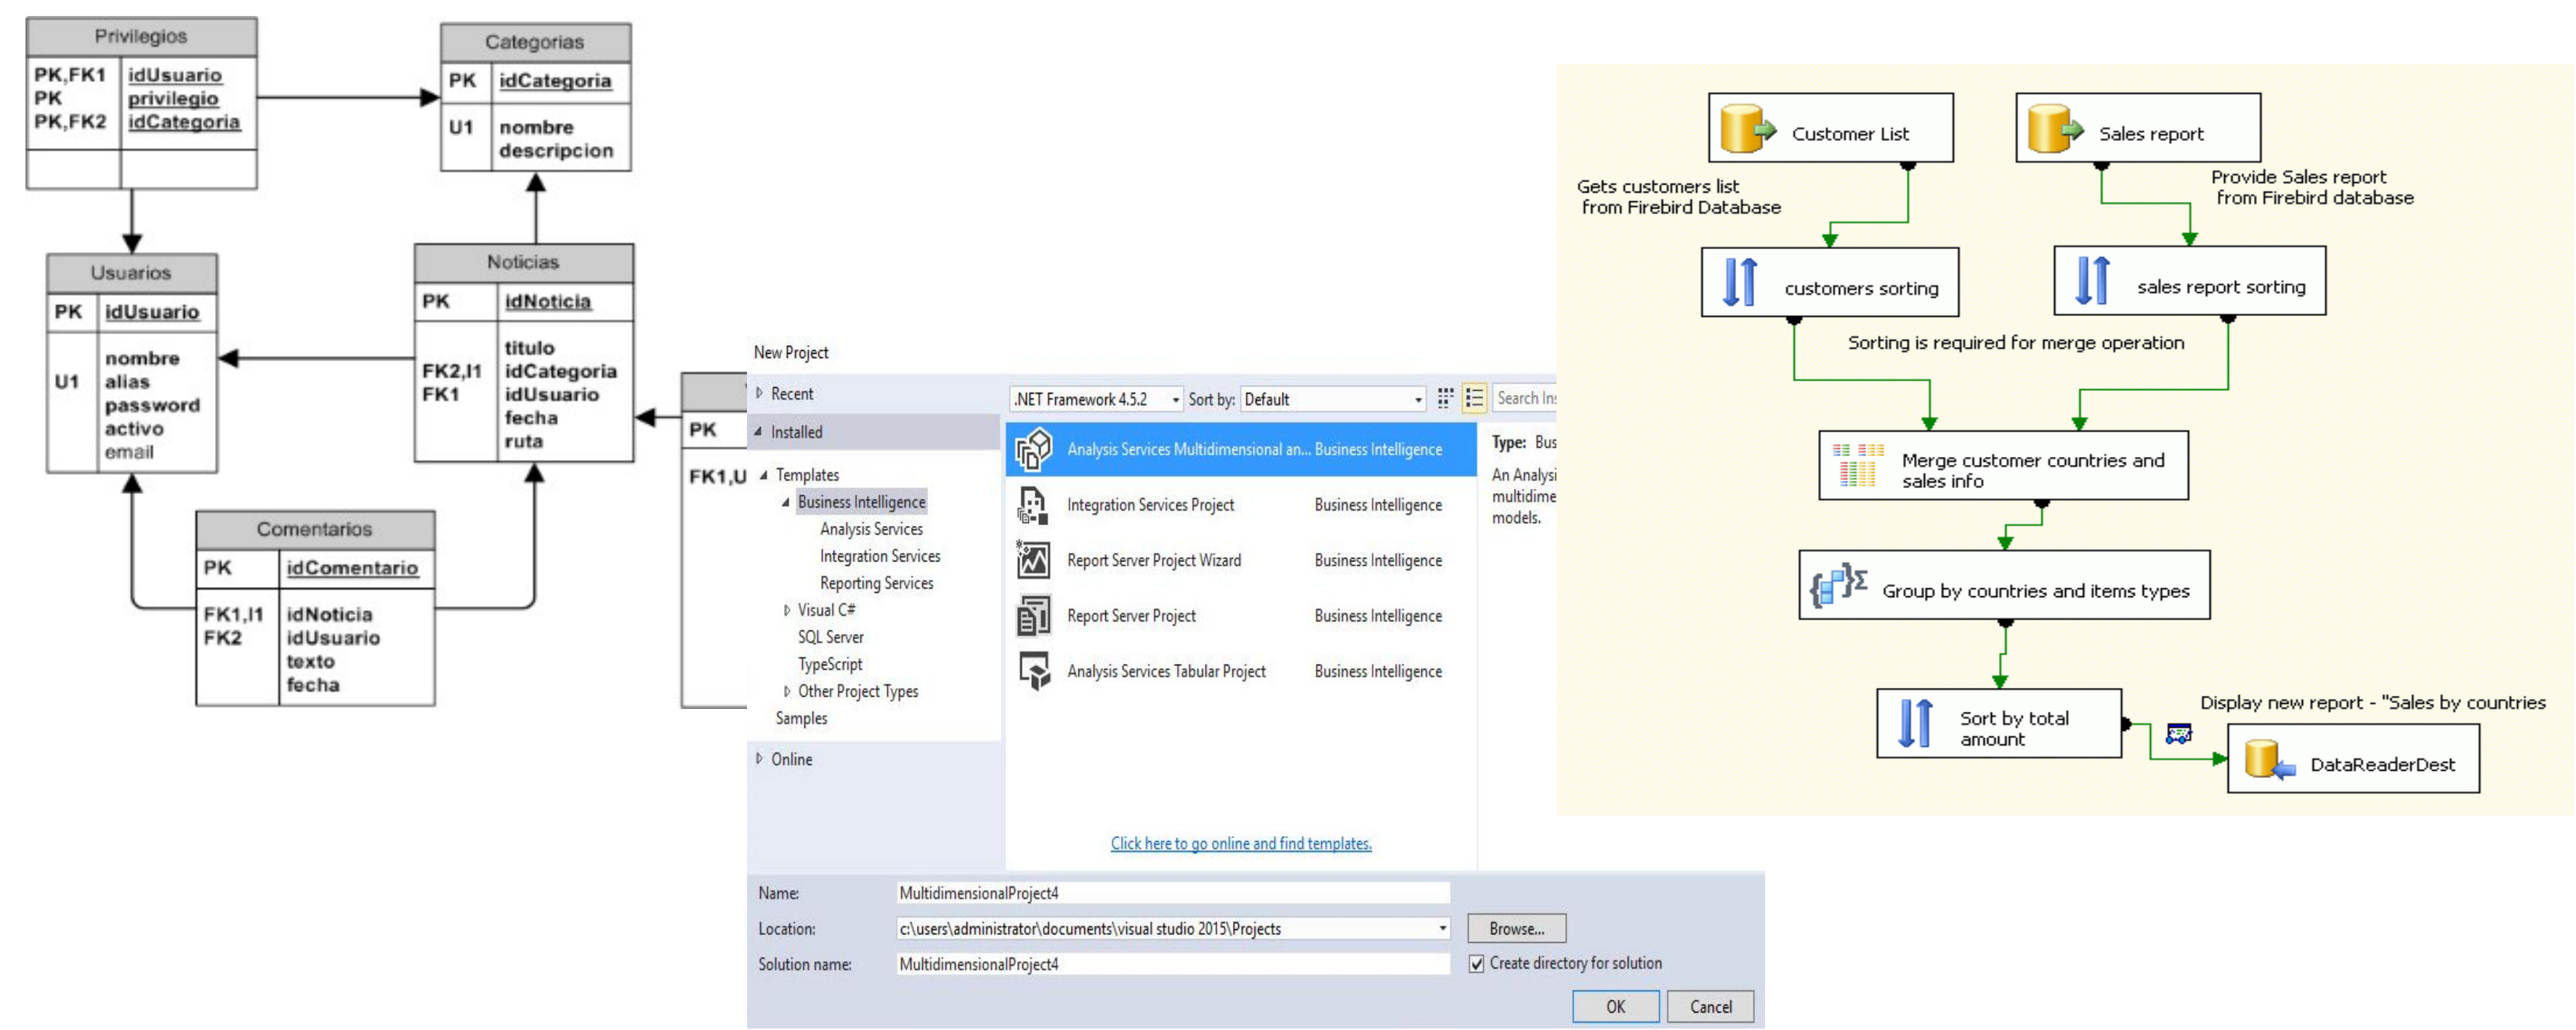 Privilegios
PK,FK1 idUsuario
PK privilegio
PK,FK2 idCategoria
Categorias
PK idCategoria
U1 nombre
descripcion
Usuarios
PK idUsuario
nombre
U1 alias
password
activo
email
Noticias
PK idNoticia
titulo
FK2,I1 idCategoria
FK1 idUsuario
fecha
ruta
Comentarios
PK idComentario
FK1,I1 idNoticia
FK2 idUsuario
texto
fecha
PK
FK1,U
New Project
Recent
Installed
Templates
Business Intelligence
Analysis Services
Integration Services
Reporting Services
Visual C#
SQL Server
TypeScript
Other Project Types
Samples
Online
.NET Framework 4.5.2 Sort by: Default Search Ins
Analysis Services Multidimensional an... Business Intelligence
Integration Services Project Business Intelligence
Report Server Project Wizard Business Intelligence
Report Server Project Business Intelligence
Analysis Services Tabular Project Business Intelligence
Click here to go online and find templates.
Type: Bus
An Analysi
multidime
models.
Name: MultidimensionalProject4
Location: c:\users\administrator\documents\visual studio 2015\Projects Browse...
Solution name: MultidimensionalProject4 Create directory for solution
OK Cancel
Customer List
Sales report
Gets customers list
from Firebird Database
Provide Sales report
from Firebird database
customers sorting
sales report sorting
Sorting is required for merge operation
Merge customer countries and
sales info
Group by countries and items types
Sort by total
amount
Display new report - "Sales by countries
DataReaderDest